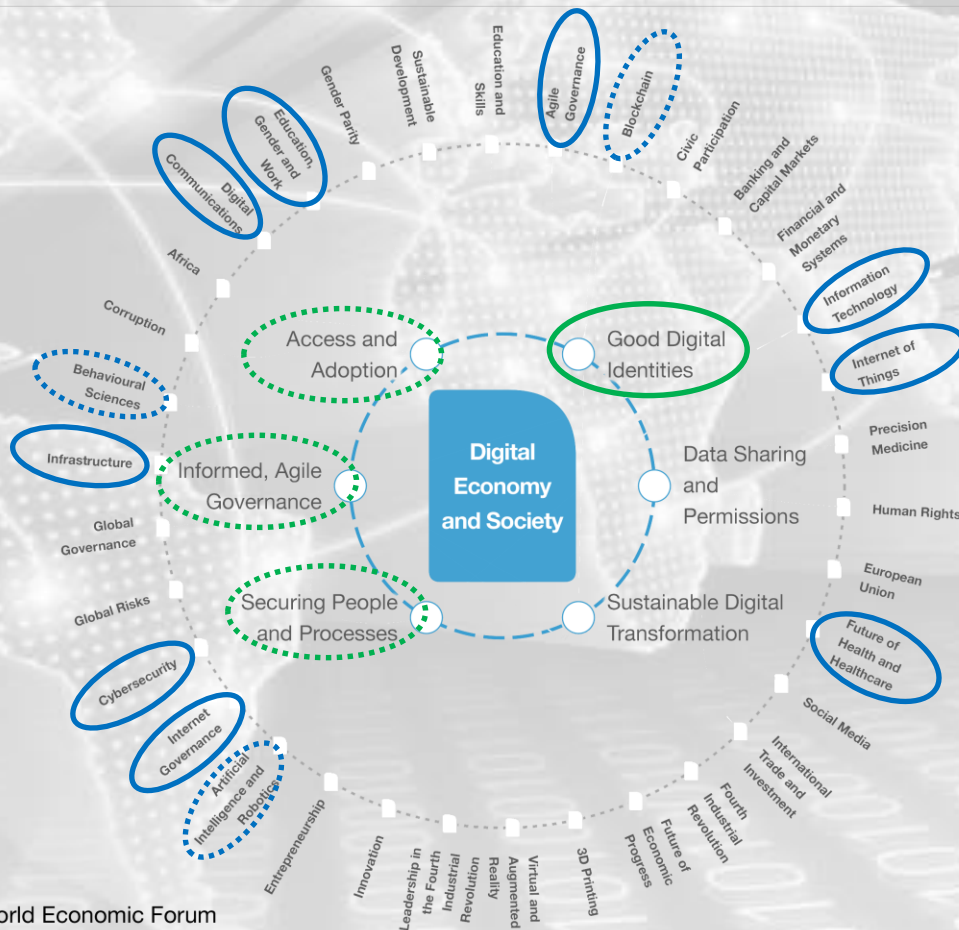 Digital
Economy
and Society
Good Digital
Identities
Data Sharing
and
Permissions
Sustainable Digital
Transformation
Securing People
and Processes
Informed, Agile
Governance
Access and
Adoption
Agile
Governance
Blockchain
Civic
Participation
Banking and
Capital Markets
Financial and
Monetary
Systems
Information
Technology
Internet of
Things
Precision
Medicine
Human Rights
European
Union
Future of
Health and
Healthcare
Social Media
International
Trade and
Investment
Fourth
Industrial
Revolution
Future of
Economic
Progress
3D Printing
Virtual and
Augmented
Reality
Leadership in
the Fourth
Industrial
Revolution
Innovation
Entrepreneurship
Artificial
Intelligence and
Robotics
Internet
Governance
Cybersecurity
Global Risks
Global
Governance
Infrastructure
Behavioural
Sciences
Corruption
Africa
Digital
Communications
Education,
Gender and
Work
Gender Parity
Sustainable
Development
Education and
Skills
orld Economic Forum